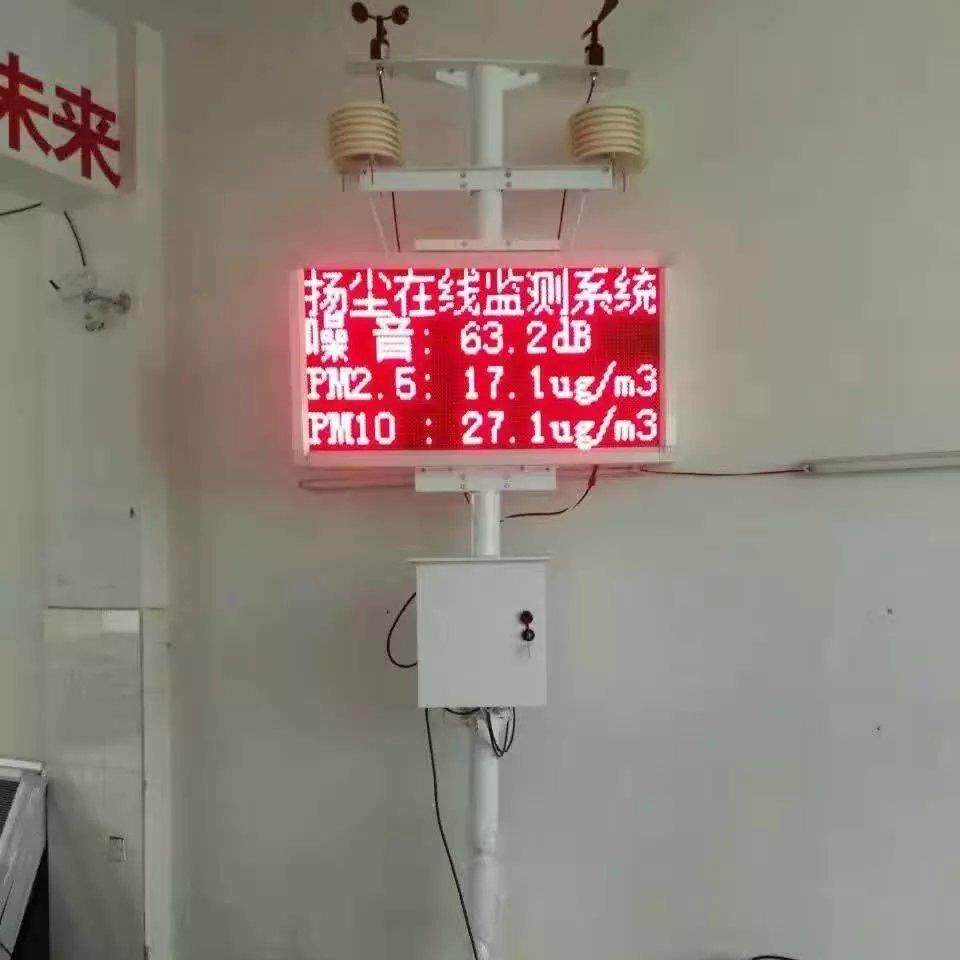 未来
扬尘在线监测系统
噪 音: 63.2dB
PM2.5: 17.1ug/m3
PM10 : 27.1ug/m3